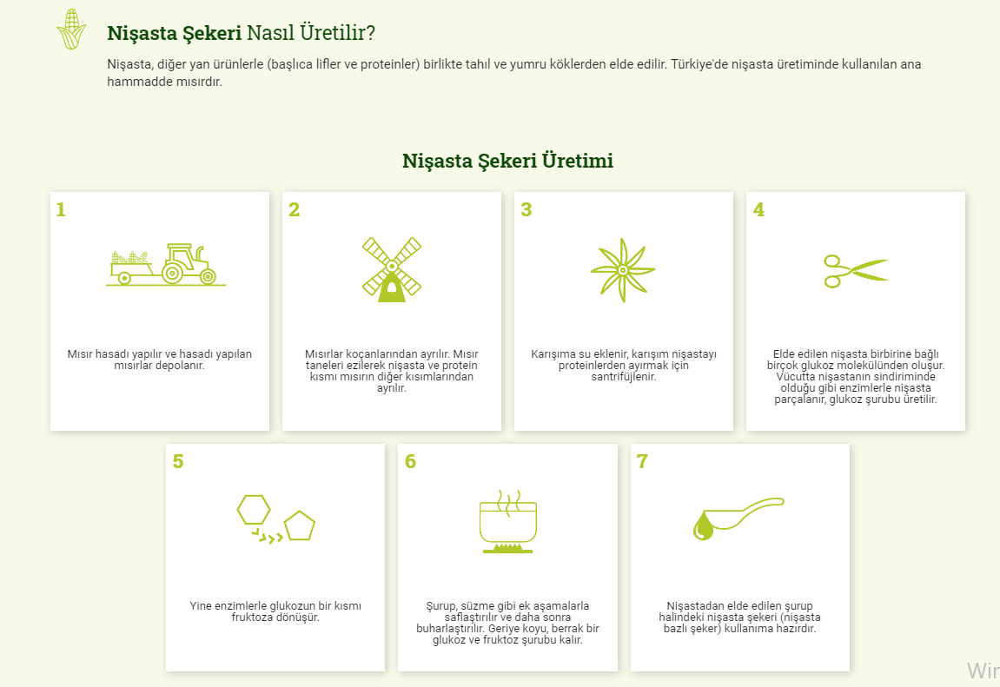 Nişasta Şekeri Nasıl Üretilir?
Nişasta, diğer yan ürünlerle (başlıca lifler ve proteinler) birlikte tahıl ve yumru köklerden elde edilir. Türkiye'de nişasta üretiminde kullanılan ana
hammadde mısırdır.
Nişasta Şekeri Üretimi
1
Mısır hasadı yapılır ve hasadı yapılan
mısırlar depolanır.
2
Mısırlar koçanlarından ayrılır. Mısır
taneleri ezilerek nişasta ve protein
kısmı mısırın diğer kısımlarından
ayrılır.
3
Karışıma su eklenir, karışım nişastayı
proteinlerden ayırmak için
santrifüjlenir.
4
Elde edilen nişasta birbirine bağlı
birçok glukoz molekülünden oluşur.
Vücutta nişastanın sindiriminde
olduğu gibi enzimlerle nişasta
parçalanır, glukoz şurubu üretilir.
5
Yine enzimlerle glukozun bir kısmı
fruktoza dönüşür.
6
Şurup, süzme gibi ek aşamalarla
saflaştırılır ve daha sonra
buharlaştırılır. Geriye koyu, berrak bir
glukoz ve fruktoz şurubu kalır.
7
Nişastadan elde edilen şurup
halindeki nişasta şekeri (nişasta
bazlı şeker) kullanıma hazırdır.